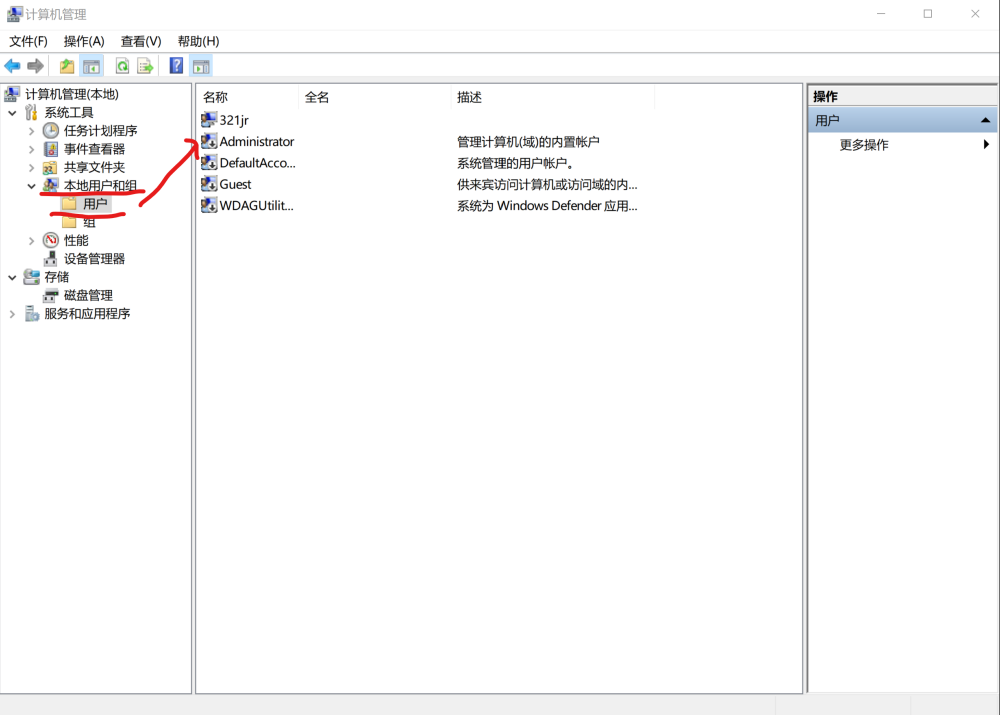 计算机管理
文件(F) 操作(A) 查看(V) 帮助(H)
计算机管理(本地)
系统工具
任务计划程序
事件查看器
共享文件夹
本地用户和组
用户
组
性能
设备管理器
存储
磁盘管理
服务和应用程序
名称 全名 描述
321jr
Administrator 管理计算机(域)的内置帐户
DefaultAcco... 系统管理的用户帐户。
Guest 供来宾访问计算机或访问域的内...
WDAGUtilit... 系统为 Windows Defender 应用...
操作
用户
更多操作